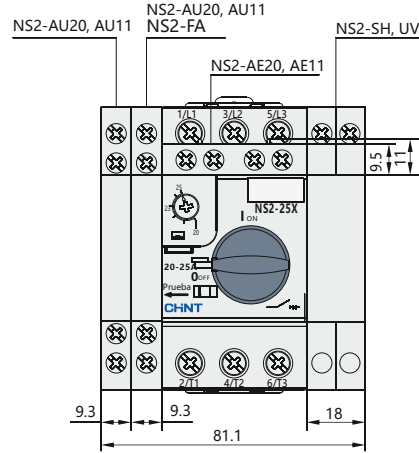 NS2-AU20, AU11
NS2-AU20, AU11
NS2-FA
NS2-SH, UV
NS2-AE20, AE11
1/L1 3/L2 5/L3
9.5
11
25
23
20
NS2-25X
I ON
20-25A
0 OFF
Prueba
CHNT
2/T1 4/T2 6/T3
9.3
9.3
18
81.1